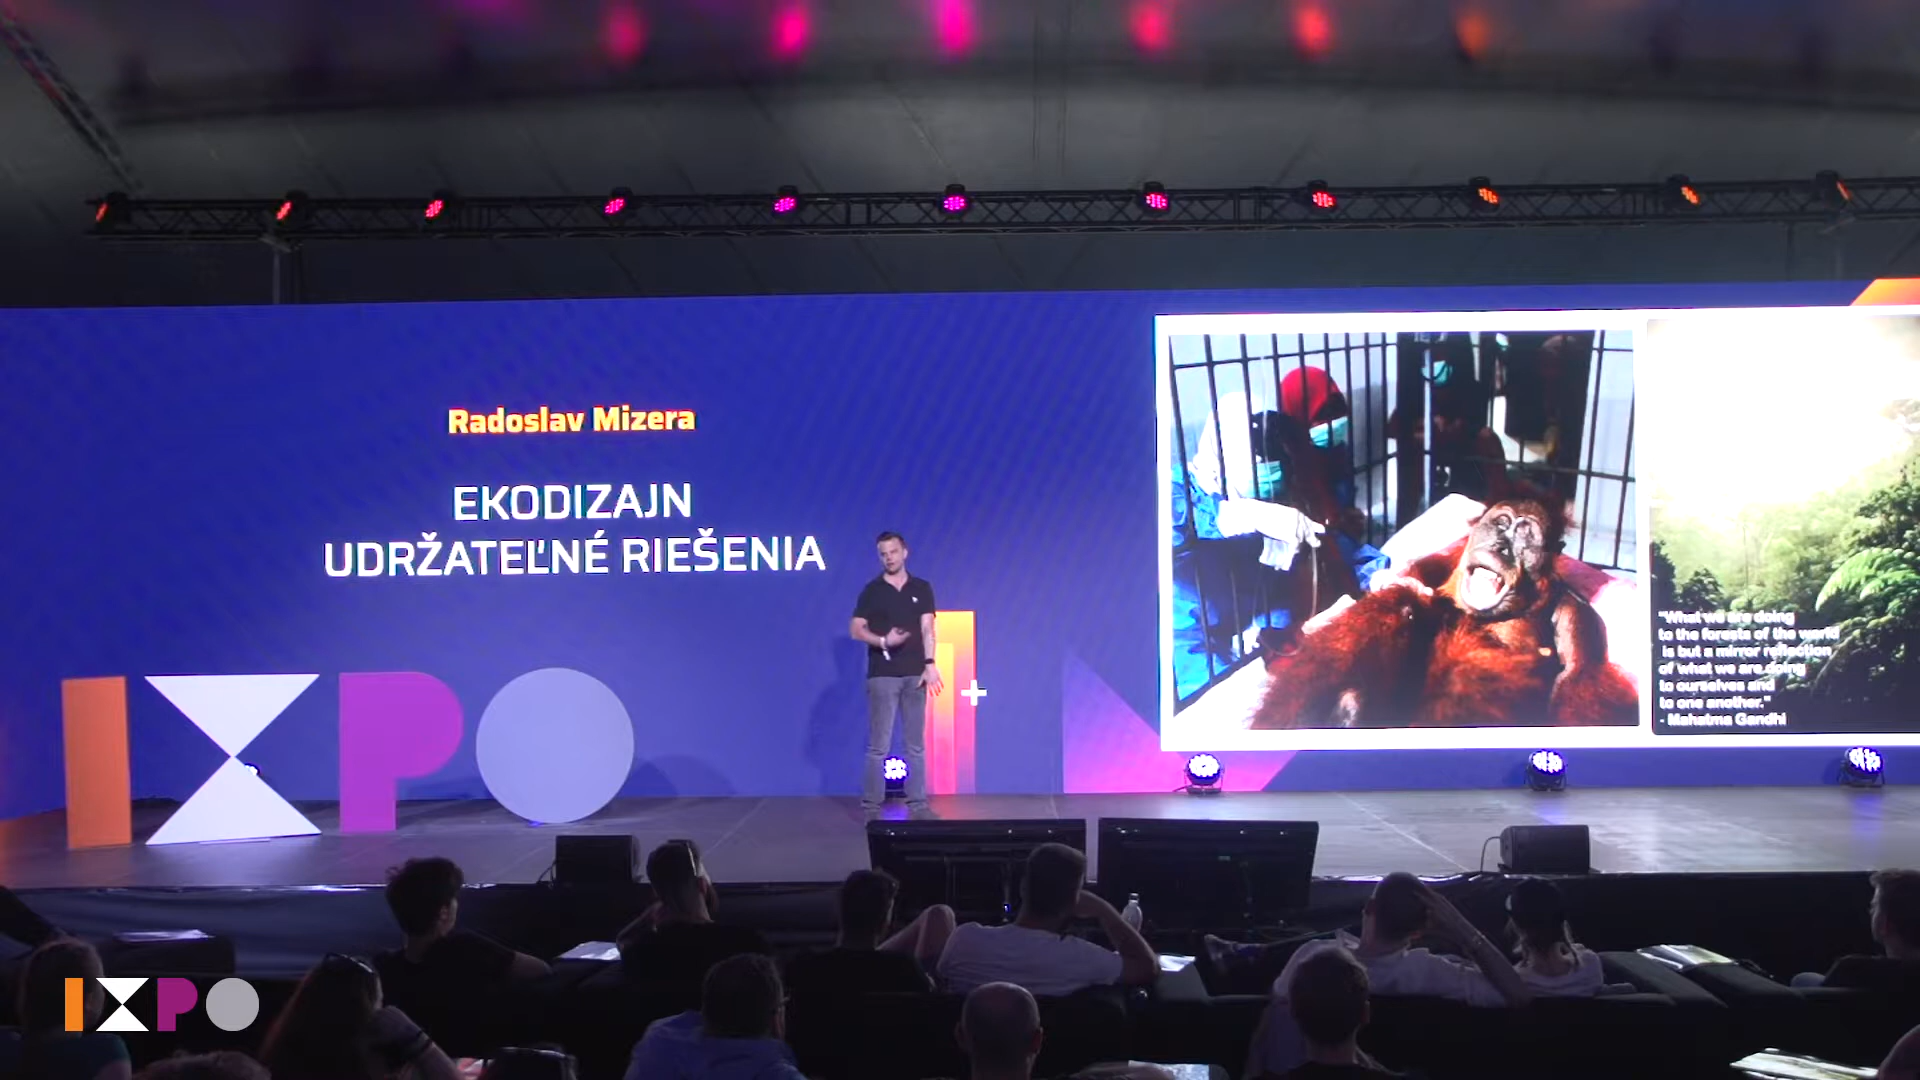 Radoslav Mizera
EKODIZAJN
UDRŽATEĽNÉ RIEŠENIA
IXPO
"What we are doing
to the forests of the world
is but a mirror reflection
of what we are doing
to ourselves and
to one another."
- Mahatma Gandhi
IXPO